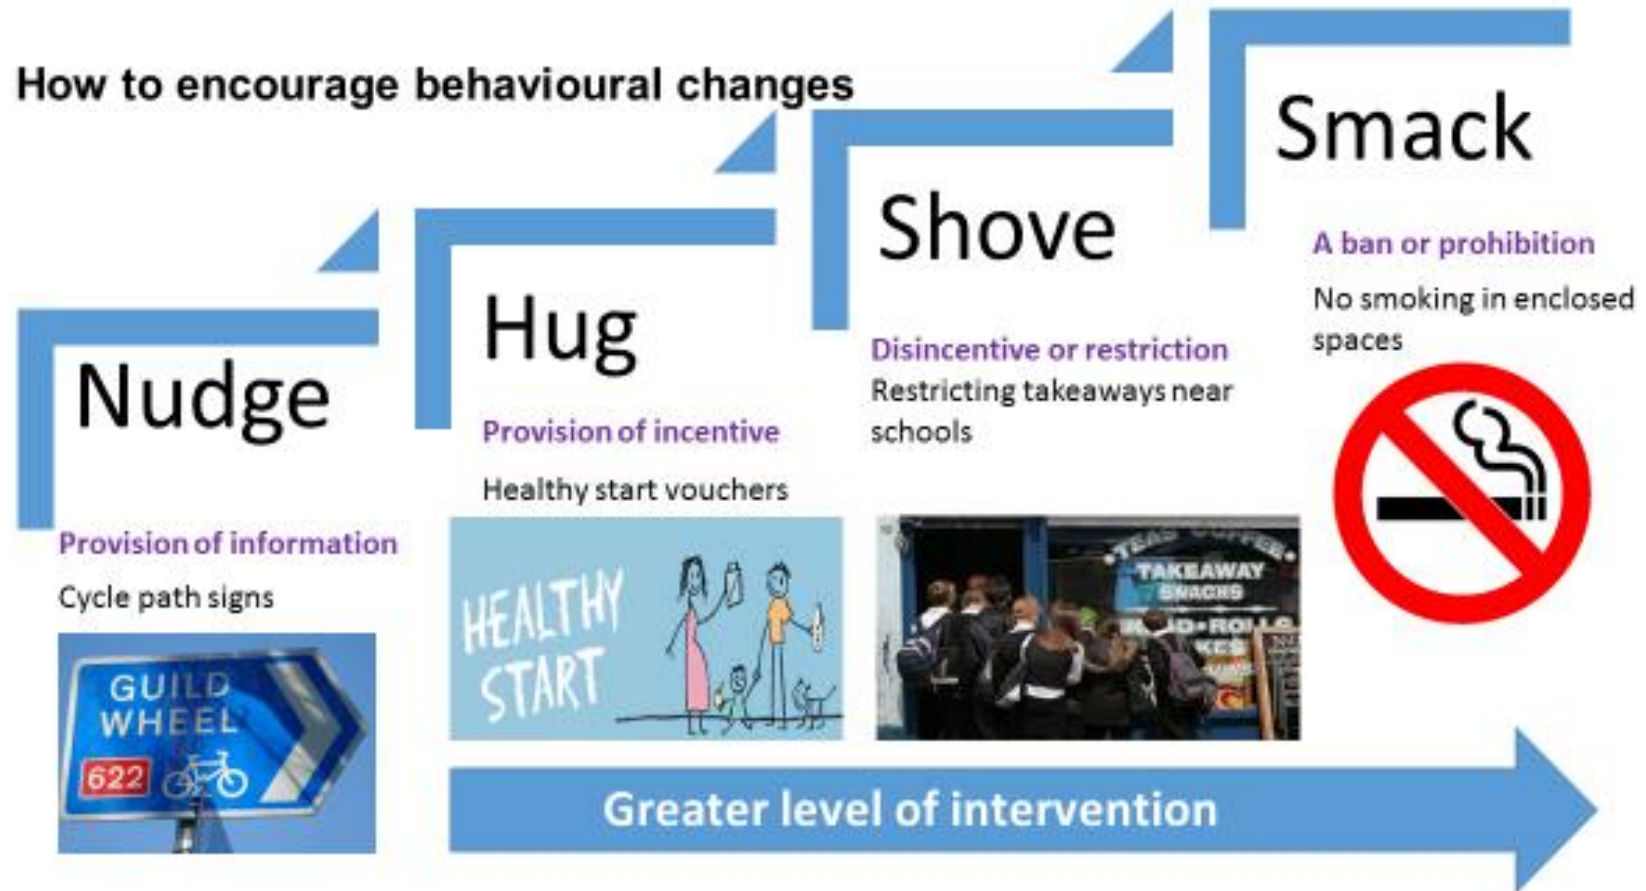 How to encourage behavioural changes
Nudge
Provision of information
Cycle path signs
GUILD
WHEEL
622
Hug
Provision of incentive
Healthy start vouchers
HEALTHY
START
Shove
Disincentive or restriction
Restricting takeaways near
schools
TEAS COFFEE
TAKEAWAY
SNACKS
Smack
A ban or prohibition
No smoking in enclosed
spaces
Greater level of intervention